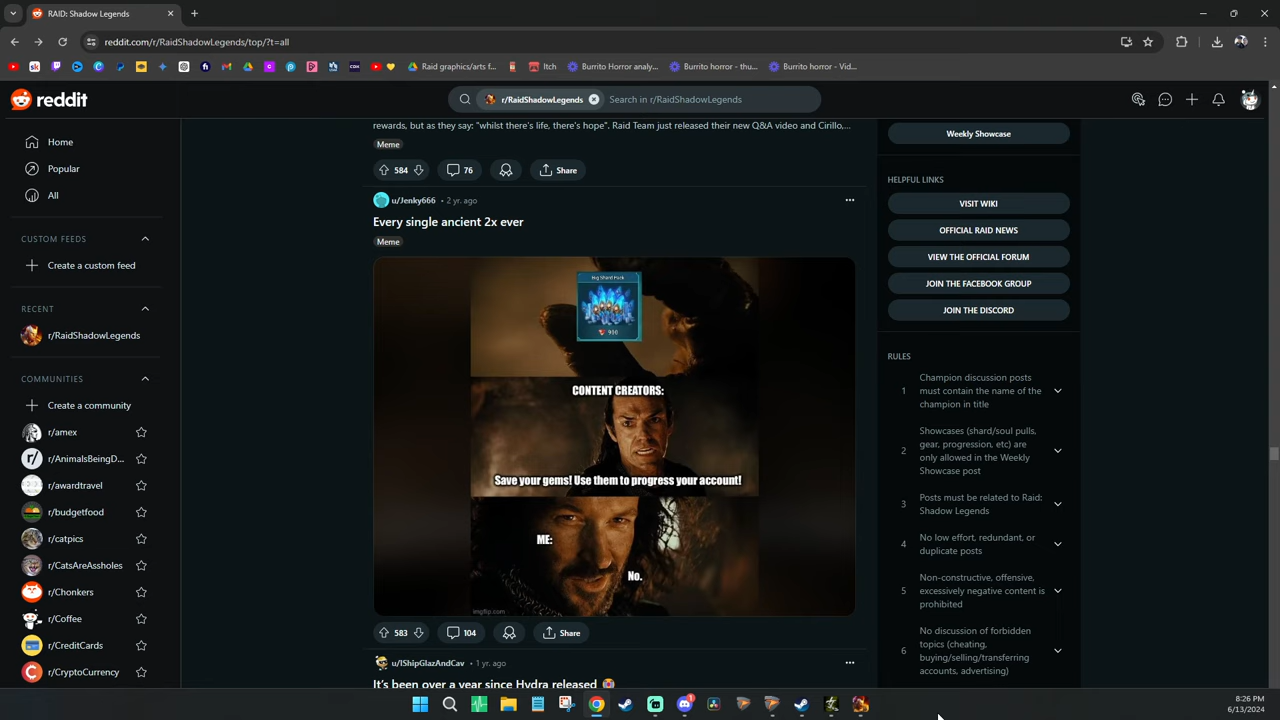 RAID: Shadow Legends
reddit.com/r/RaidShadowLegends/top/?t=all
Raid graphics/arts f...
Itch
Burrito Horror analy...
Burrito horror - thu...
Burrito horror - Vid...
reddit
r/RaidShadowLegends
Search in r/RaidShadowLegends
Home
Popular
All
CUSTOM FEEDS
Create a custom feed
RECENT
r/RaidShadowLegends
COMMUNITIES
Create a community
r/amex
r/AnimalsBeingD...
r/awardtravel
r/budgetfood
r/catpics
r/CatsAreAssholes
r/Chonkers
r/Coffee
r/CreditCards
r/CryptoCurrency
rewards, but as they say: "whilst there's life, there's hope". Raid Team just released their new Q&A video and Cirillo,...
Meme
584
76
Share
u/Jenky666 • 2 yr. ago
Every single ancient 2x ever
Meme
CONTENT CREATORS:
Save your gems! Use them to progress your account!
ME:
No.
imgflip.com
583
104
Share
u/IShipGlazAndCav • 1 yr. ago
It's been over a year since Hydra released
Weekly Showcase
HELPFUL LINKS
VISIT WIKI
OFFICIAL RAID NEWS
VIEW THE OFFICIAL FORUM
JOIN THE FACEBOOK GROUP
JOIN THE DISCORD
RULES
1
Champion discussion posts
must contain the name of the
champion in title
2
Showcases (shard/soul pulls,
gear, progression, etc) are
only allowed in the Weekly
Showcase post
3
Posts must be related to Raid:
Shadow Legends
4
No low effort, redundant, or
duplicate posts
5
Non-constructive, offensive,
excessively negative content is
prohibited
6
No discussion of forbidden
topics (cheating,
buying/selling/transferring
accounts, advertising)
8:26 PM
6/13/2024